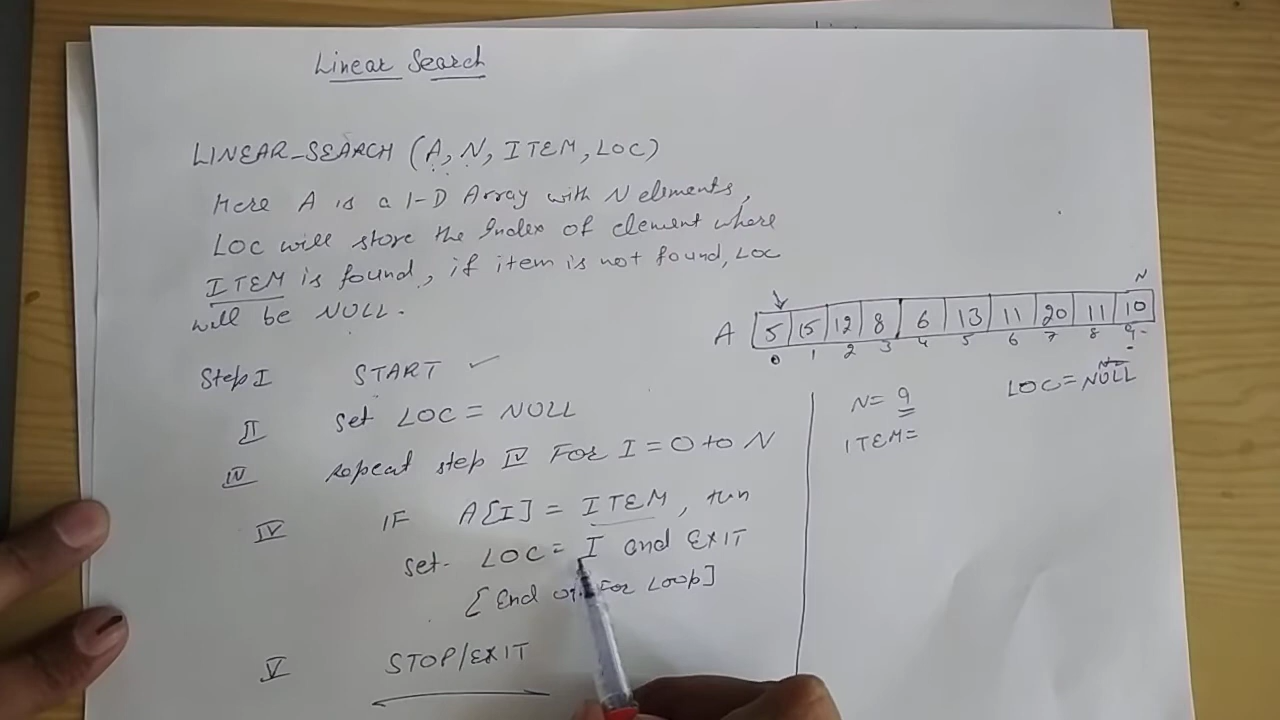 Linear Search
LINEAR_SEARCH (A, N, ITEM, LOC)
Here A is a 1-D Array with N elements,
LOC will store the Index of element where
ITEM is found, if item is not found, LOC
will be NULL.
Step I START ✓
II Set LOC = NULL
IV repeat step IV For I = 0 to N
IV IF A[I] = ITEM, then
set LOC = I and EXIT
[End of For Loop]
V STOP/EXIT
N
A 5 15 12 8 6 13 11 20 11 10
0 1 2 3 4 5 6 7 8 9
N = 9 LOC = NULL
ITEM =